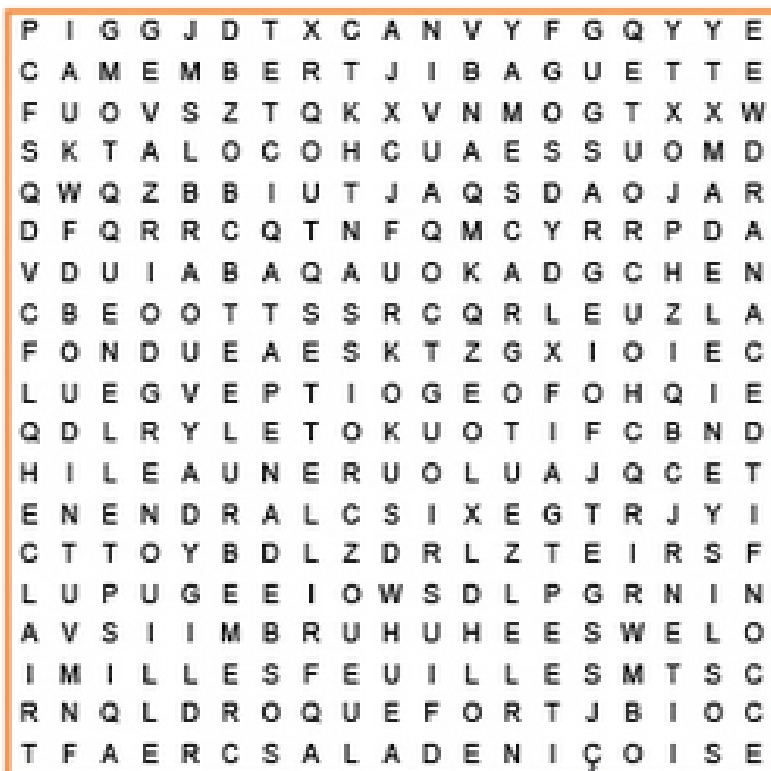 P I G G J D T X C A N V Y F G Q Y Y E
C A M E M B E R T J I B A G U E T T E
F U O V S Z T Q K X V N M O G T X X W
S K T A L O C O H C U A E S S U O M D
Q W Q Z B B I U T J A Q S D A O J A R
D F Q R R C Q T N F Q M C Y R R P D A
V D U I A B A Q A U O K A D G C H E N
C B E O O T T S S R C Q R L E U Z L A
F O N D U E A E S K T Z G X I O I E C
L U E G V E P T I O G E O F O H Q I E
Q D L R Y L E T O K U O T I F C B N D
H I L E A U N E R U O L U A J Q C E T
E N E N D R A L C S I X E G T R J Y I
C T T O Y B D L Z D R L Z T E I R S F
L U P U G E E I O W S D L P G R N I N
A V S I I M B R U H U H E E S W E L O
I M I L L E S F E U I L L E S M T S C
R N Q L D R O Q U E F O R T J B I O C
T F A E R C S A L A D E N I Ç O I S E